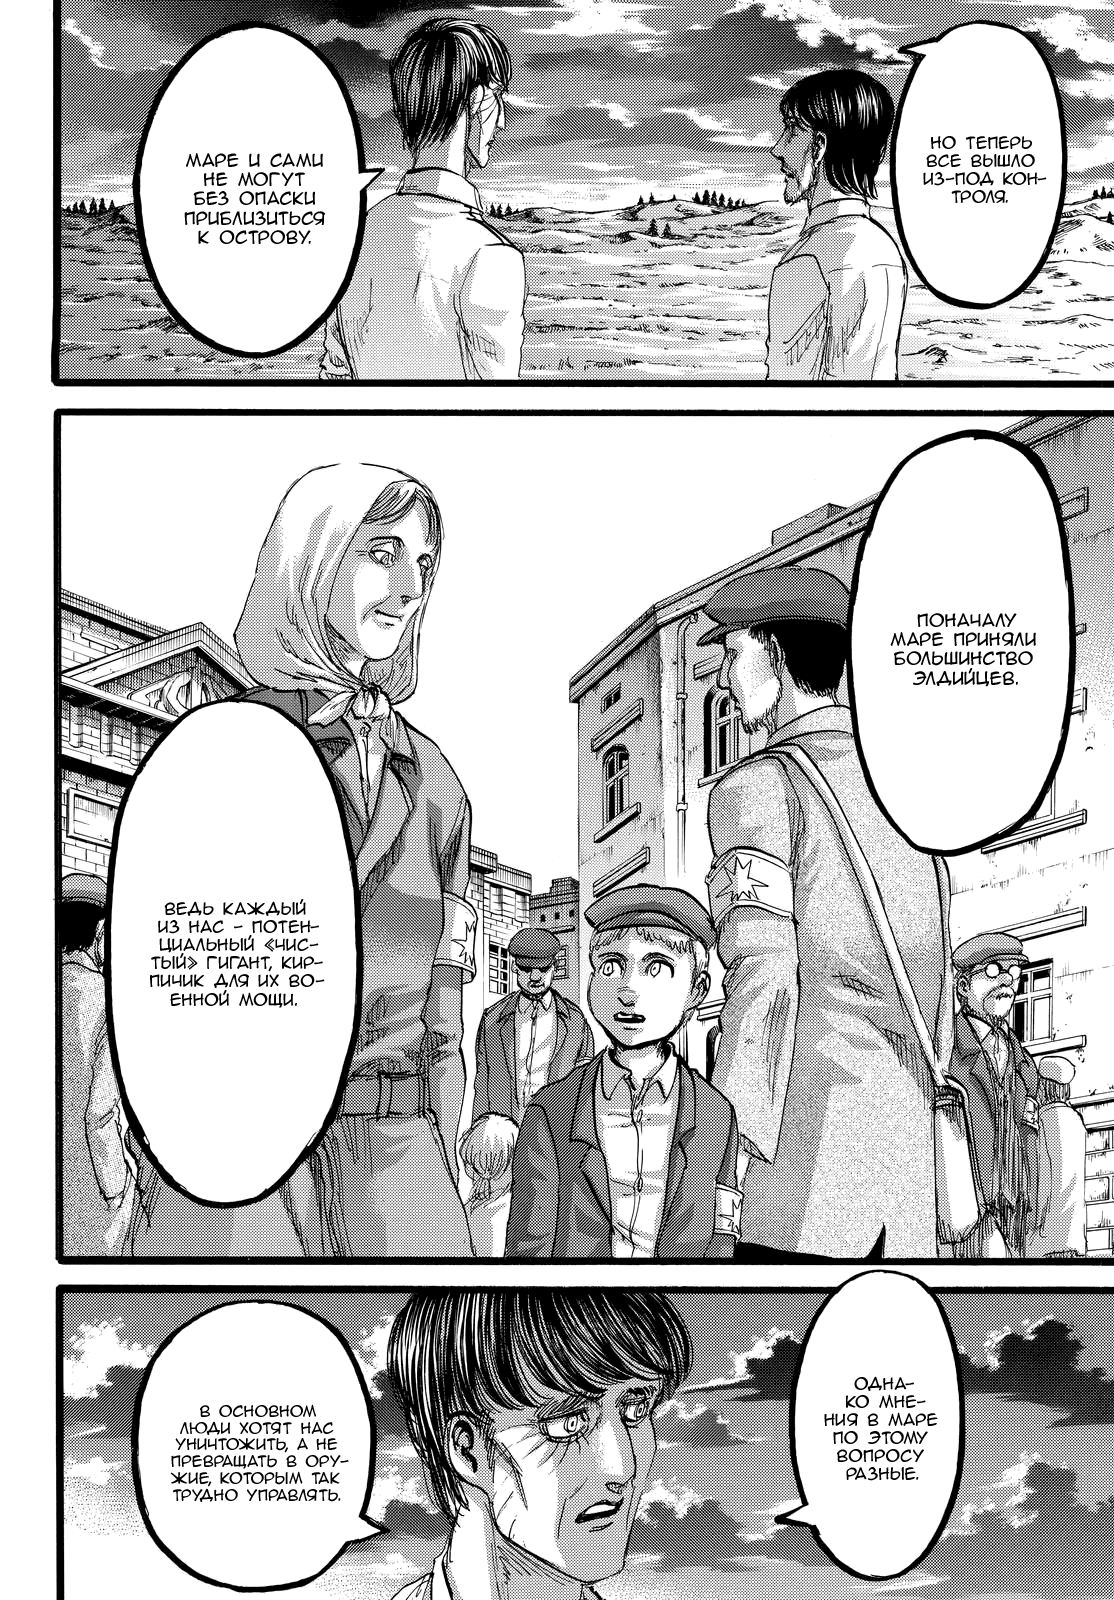 НО ТЕПЕРЬ
ВСЕ ВЫШЛО
ИЗ-ПОД КОН-
ТРОЛЯ.
МАРЕ И САМИ
НЕ МОГУТ
БЕЗ ОПАСКИ
ПРИБЛИЗИТЬСЯ
К ОСТРОВУ.
ПОНАЧАЛУ
МАРЕ ПРИНЯЛИ
БОЛЬШИНСТВО
ЭЛДИЙЦЕВ.
ВЕДЬ КАЖДЫЙ
ИЗ НАС - ПОТЕН-
ЦИАЛЬНЫЙ «ЧИС-
ТЫЙ» ГИГАНТ, КИР-
ПИЧИК ДЛЯ ИХ ВО-
ЕННОЙ МОЩИ.
ОДНА-
КО МНЕ-
НИЯ В МАРЕ
ПО ЭТОМУ
ВОПРОСУ
РАЗНЫЕ.
В ОСНОВНОМ
ЛЮДИ ХОТЯТ НАС
УНИЧТОЖИТЬ, А НЕ
ПРЕВРАЩАТЬ В ОРУ-
ЖИЕ, КОТОРЫМ ТАК
ТРУДНО УПРАВЛЯТЬ.